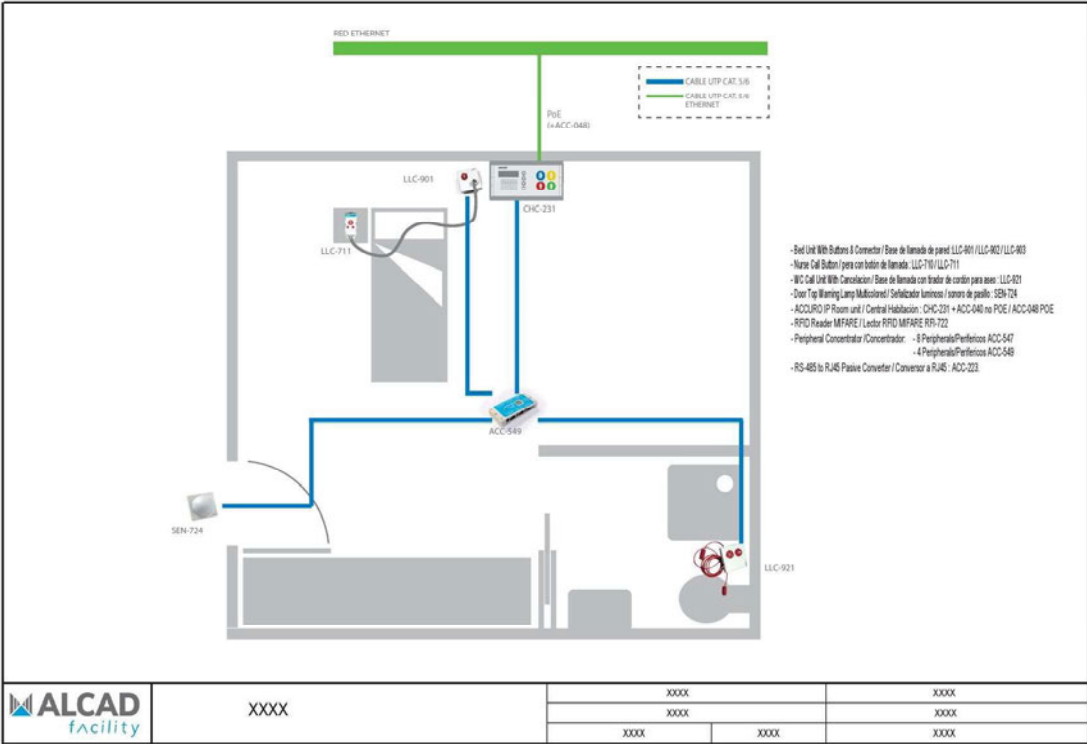 RED ETHERNET
CABLE UTP CAT. 5/6
CABLE UTP CAT. 5/6
ETHERNET
PoE
(+ACC-048)
LLC-901
CHC-231
LLC-711
- Bed Unit With Buttons & Connector / Base de llamada de pared :LLC-901 / LLC-902 / LLC-903
- Nurse Call Button / pera con botón de llamada : LLC-710 / LLC-711
- WC Call Unit With Cancelacion / Base de llamada con tirador de cordón para aseo : LLC-921
- Door Top Warning Lamp Multicolored / Señalizador luminoso / sonoro de pasillo : SEN-724
- ACCURO IP Room unit / Central Habitación : CHC-231 + ACC-040 no POE / ACC-048 POE
- RFID Reader MIFARE / Lector RFID MIFARE RFI-722
- Peripheral Concentrator /Concentrador: - 8 Peripherals/Perifericos ACC-547
- 4 Peripherals/Perifericos ACC-549
- RS-485 to RJ45 Pasive Converter / Conversor a RJ45 : ACC-223.
ACC-549
SEN-724
LLC-921
ALCAD
facility
XXXX
XXXX XXXX
XXXX XXXX
XXXX XXXX XXXX